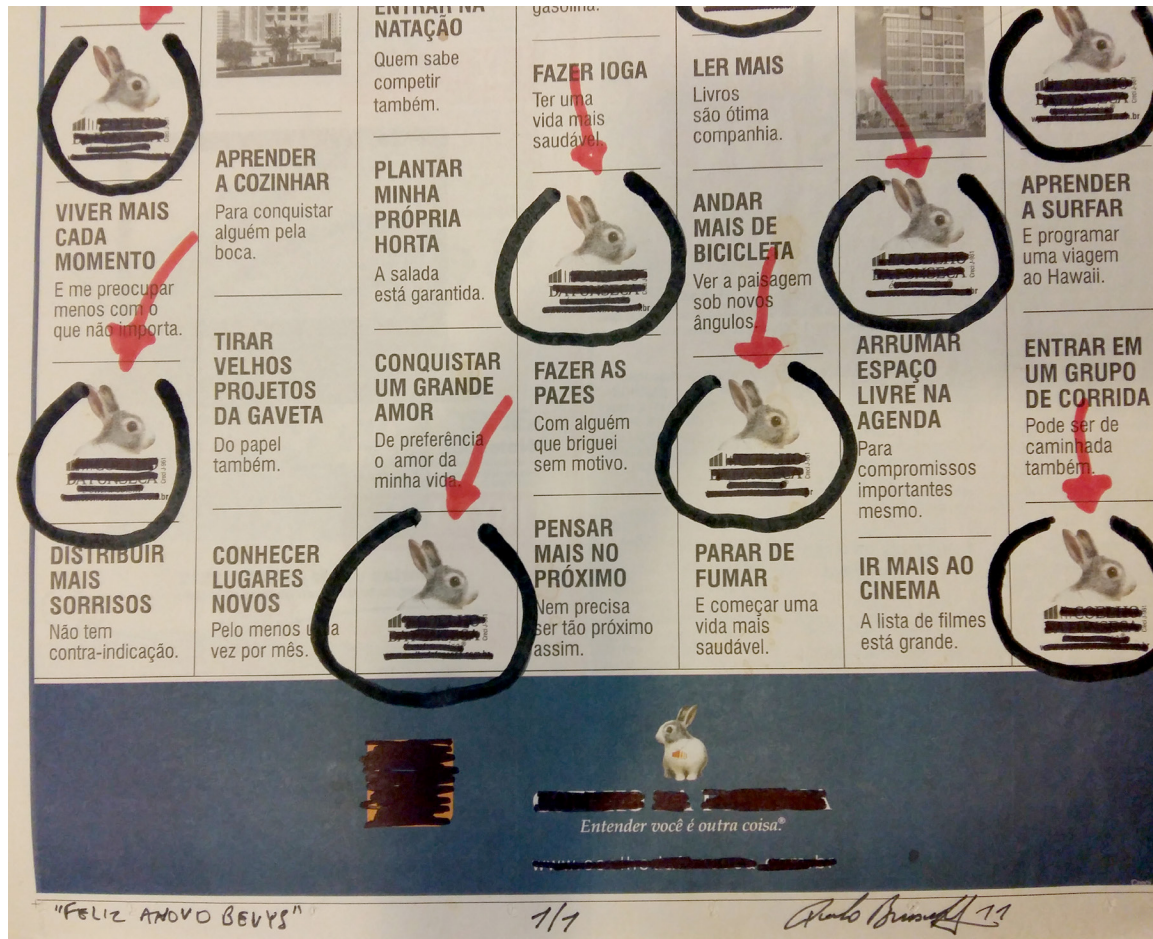 VIVER MAIS
CADA
MOMENTO
E me preocupar
menos com o
que não importa.
DISTRIBUIR
MAIS
SORRISOS
Não tem
contra-indicação.
APRENDER
A COZINHAR
Para conquistar
alguém pela
boca.
TIRAR
VELHOS
PROJETOS
DA GAVETA
Do papel
também.
CONHECER
LUGARES
NOVOS
Pelo menos uma
vez por mês.
ENTRAR NA
NATAÇÃO
Quem sabe
competir
também.
PLANTAR
MINHA
PRÓPRIA
HORTA
A salada
está garantida.
CONQUISTAR
UM GRANDE
AMOR
De preferência
o amor da
minha vida.
gasolina.
FAZER IOGA
Ter uma
vida mais
saudável.
FAZER AS
PAZES
Com alguém
que briguei
sem motivo.
PENSAR
MAIS NO
PRÓXIMO
Nem precisa
ser tão próximo
assim.
LER MAIS
Livros
são ótima
companhia.
ANDAR
MAIS DE
BICICLETA
Ver a paisagem
sob novos
ângulos.
PARAR DE
FUMAR
E começar uma
vida mais
saudável.
ARRUMAR
ESPAÇO
LIVRE NA
AGENDA
Para
compromissos
importantes
mesmo.
IR MAIS AO
CINEMA
A lista de filmes
está grande.
APRENDER
A SURFAR
E programar
uma viagem
ao Hawaii.
ENTRAR EM
UM GRUPO
DE CORRIDA
Pode ser de
caminhada
também.
Entender você é outra coisa.®
"FELIZ ANOVO BEVYS"
1/1
11